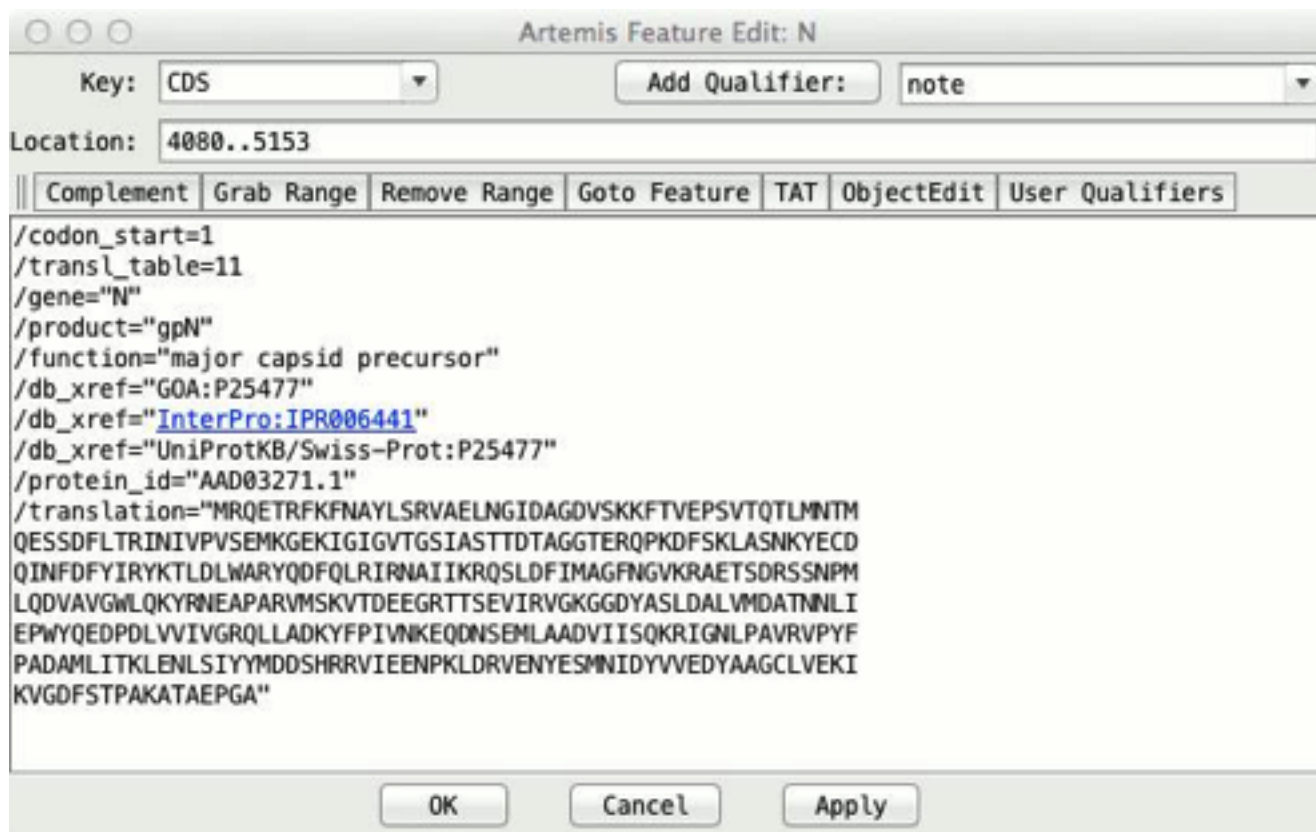 Artemis Feature Edit: N
Key: CDS Add Qualifier: note
Location: 4080..5153
Complement Grab Range Remove Range Goto Feature TAT ObjectEdit User Qualifiers
/codon_start=1
/transl_table=11
/gene="N"
/product="gpN"
/function="major capsid precursor"
/db_xref="GOA:P25477"
/db_xref="InterPro:IPR006441"
/db_xref="UniProtKB/Swiss-Prot:P25477"
/protein_id="AAD03271.1"
/translation="MRQETRFKFNAYLSRVAELNGIDAGDVSKKFTVEPSVTQTLMNTM
QESSDFLTRINIVPVSEMKGEKIGIGVTGSIASTTDTAGGTERQPKDFSKLASNKYECD
QINFDFYIRYKTLDLWARYQDFQLRIRNAIIKRQSLDFIMAGFNGVKRAETSDRSSNPM
LQDVAVGWLQKYRNEAPARVMSKVTDEEGRTTSEVIRVGKGGDYASLDALVMDATNNLI
EPWYQEDPDLVVIVGRQLLADKYFPIVNKEQDNSEMLAADVIISQKRIGNLPAVRVPYF
PADAMLITKLENLSIYYMDDSHRRVIEENPKLDRVENYESMNIDYVVEDYAAGCLVEKI
KVGDFSTPAKATAEPGA"
OK Cancel Apply